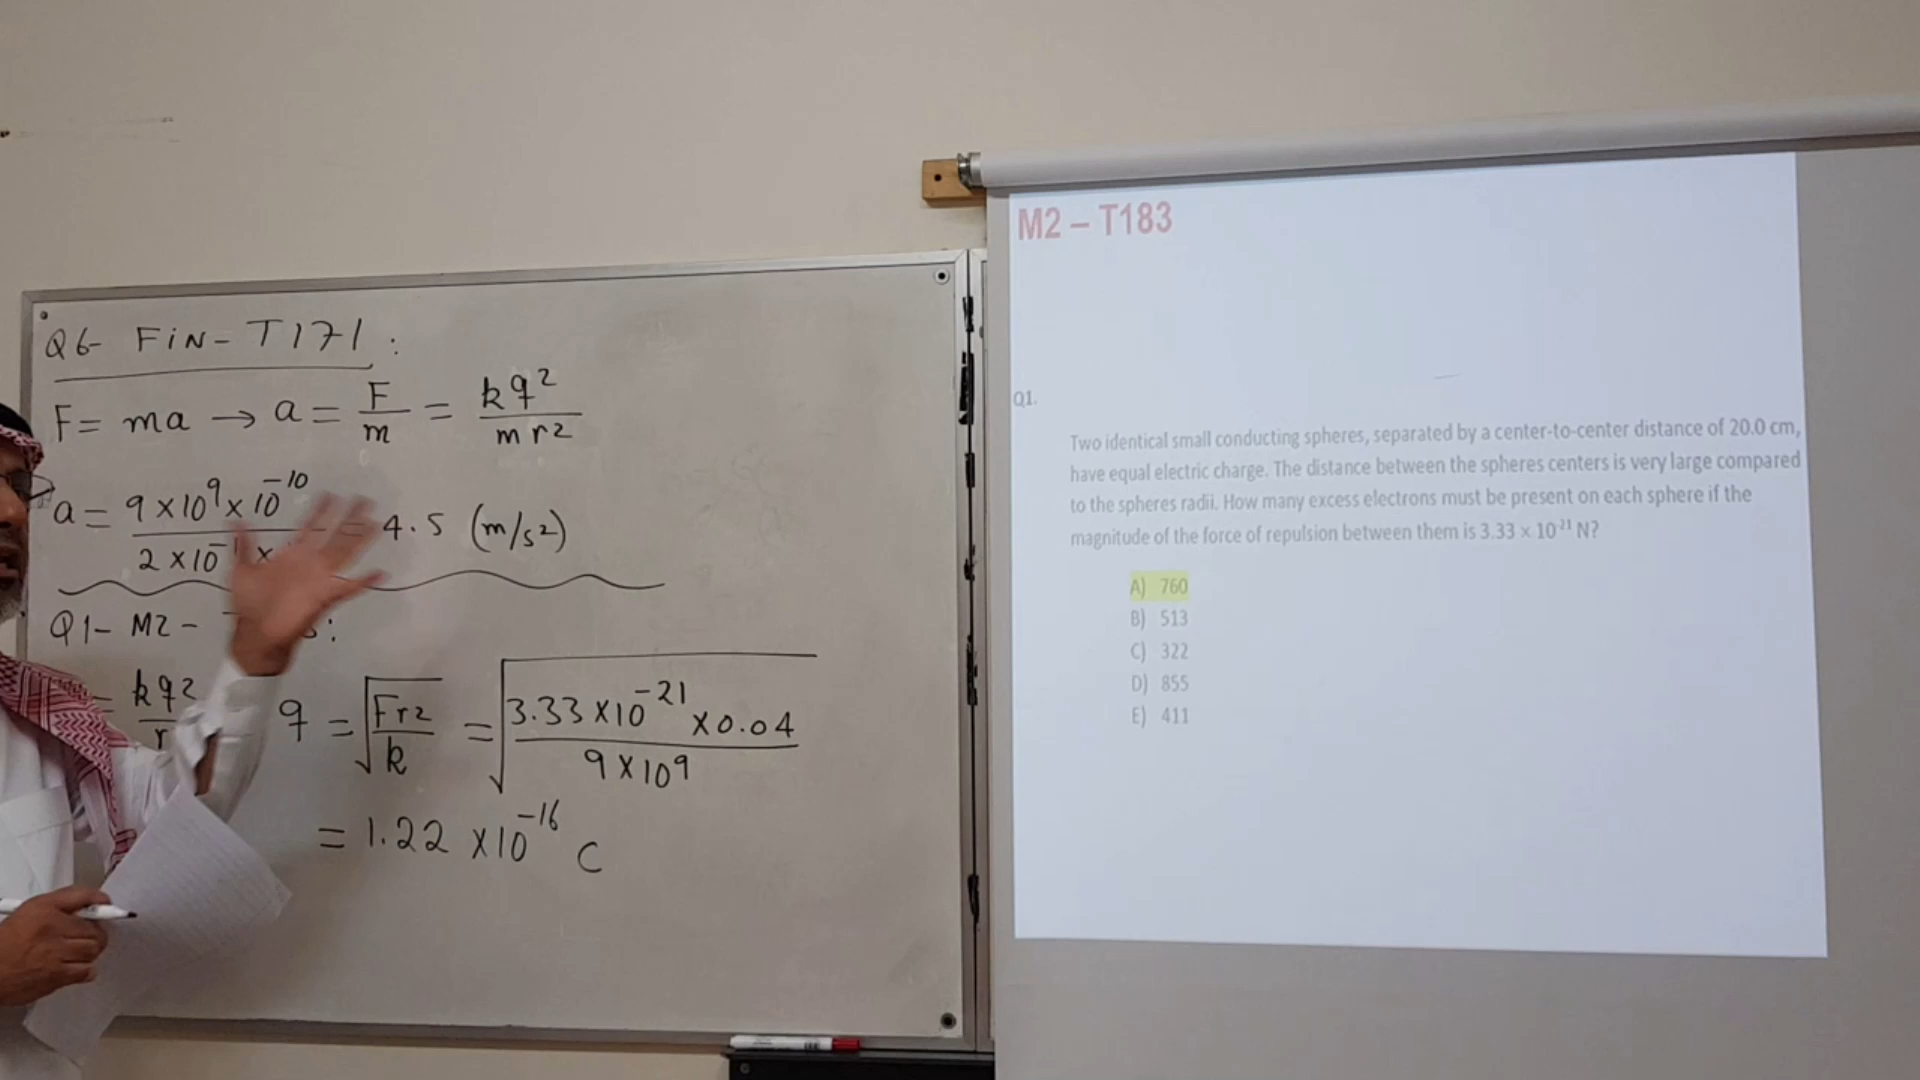 Q6- FiN- T171 :
F = ma → a = F/m = kq²/mr²
a = 9 × 10⁹ × 10⁻¹⁰ / 2 × 10⁻ × = 4.5 (m/s²)
Q1- M2 - :
= kq²/r q = √(Fr²/k) = √(3.33 × 10⁻²¹ × 0.04 / 9 × 10⁹)
= 1.22 × 10⁻¹⁶ C
M2 – T183
Q1.
Two identical small conducting spheres, separated by a center-to-center distance of 20.0 cm,
have equal electric charge. The distance between the spheres centers is very large compared
to the spheres radii. How many excess electrons must be present on each sphere if the
magnitude of the force of repulsion between them is 3.33 × 10⁻²¹ N?
A) 760
B) 513
C) 322
D) 855
E) 411